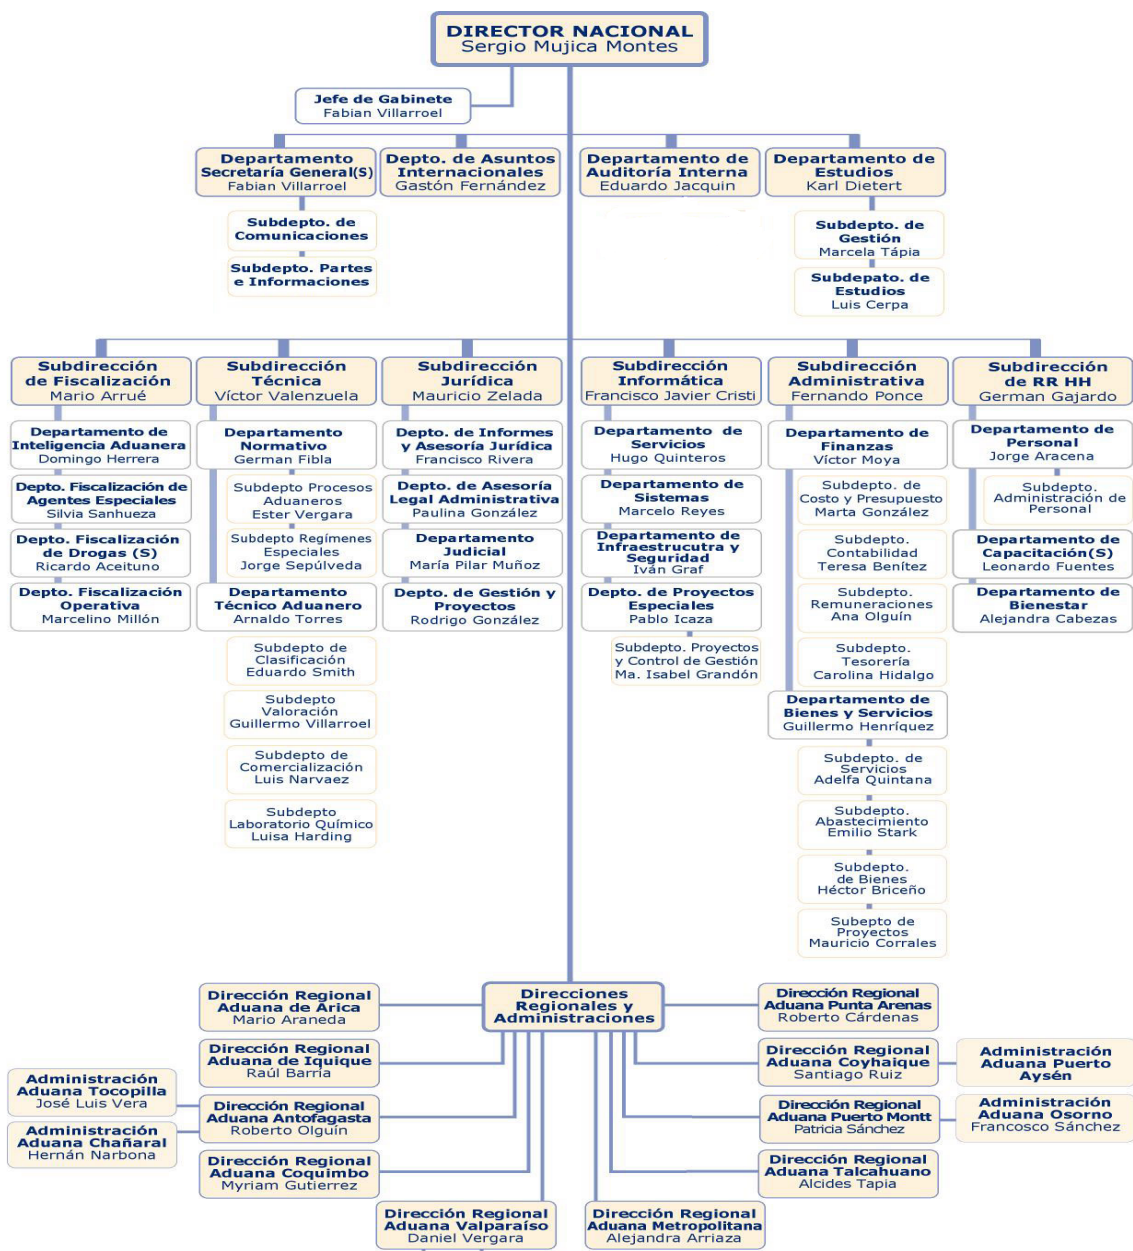 DIRECTOR NACIONAL
Sergio Mujica Montes
Jefe de Gabinete
Fabian Villarroel
Departamento
Secretaría General(S)
Fabian Villarroel
Depto. de Asuntos
Internacionales
Gastón Fernández
Departamento de
Auditoría Interna
Eduardo Jacquin
Departamento de
Estudios
Karl Dietert
Subdepto. de
Comunicaciones
Subdepto. Partes
e Informaciones
Subdepto. de
Gestión
Marcela Tápia
Subdepato. de
Estudios
Luis Cerpa
Subdirección
de Fiscalización
Mario Arrué
Departamento de
Inteligencia Aduanera
Domingo Herrera
Depto. Fiscalización de
Agentes Especiales
Silvia Sanhueza
Depto. Fiscalización
de Drogas (S)
Ricardo Aceituno
Depto. Fiscalización
Operativa
Marcelino Millón
Subdirección
Técnica
Víctor Valenzuela
Departamento
Normativo
German Fibla
Subdepto Procesos
Aduaneros
Ester Vergara
Subdepto Regímenes
Especiales
Jorge Sepúlveda
Departamento
Técnico Aduanero
Arnaldo Torres
Subdepto de
Clasificación
Eduardo Smith
Subdepto
Valoración
Guillermo Villarroel
Subdepto de
Comercialización
Luis Narvaez
Subdepto
Laboratorio Químico
Luisa Harding
Subdirección
Jurídica
Mauricio Zelada
Depto. de Informes
y Asesoría Jurídica
Francisco Rivera
Depto. de Asesoría
Legal Administrativa
Paulina González
Departamento
Judicial
María Pilar Muñoz
Depto. de Gestión y
Proyectos
Rodrigo González
Subdirección
Informática
Francisco Javier Cristi
Departamento de
Servicios
Hugo Quinteros
Departamento de
Sistemas
Marcelo Reyes
Departamento de
Infraestrucutra y
Seguridad
Iván Graf
Depto. de Proyectos
Especiales
Pablo Icaza
Subdepto. Proyectos
y Control de Gestión
Ma. Isabel Grandón
Subdirección
Administrativa
Fernando Ponce
Departamento de
Finanzas
Víctor Moya
Subdepto. de
Costo y Presupuesto
Marta González
Subdepto.
Contabilidad
Teresa Benítez
Subdepto.
Remuneraciones
Ana Olguín
Subdepto.
Tesorería
Carolina Hidalgo
Departamento de
Bienes y Servicios
Guillermo Henríquez
Subdepto. de
Servicios
Adelfa Quintana
Subdepto.
Abastecimiento
Emilio Stark
Subdepto.
de Bienes
Héctor Briceño
Subepto de
Proyectos
Mauricio Corrales
Subdirección
de RR HH
German Gajardo
Departamento de
Personal
Jorge Aracena
Subdepto.
Administración de
Personal
Departamento de
Capacitación(S)
Leonardo Fuentes
Departamento de
Bienestar
Alejandra Cabezas
Direcciones
Regionales y
Administraciones
Dirección Regional
Aduana de Arica
Mario Araneda
Dirección Regional
Aduana de Iquique
Raúl Barria
Administración
Aduana Tocopilla
José Luis Vera
Dirección Regional
Aduana Antofagasta
Roberto Olguín
Administración
Aduana Chañaral
Hernán Narbona
Dirección Regional
Aduana Coquimbo
Myriam Gutierrez
Dirección Regional
Aduana Valparaíso
Daniel Vergara
Dirección Regional
Aduana Punta Arenas
Roberto Cárdenas
Dirección Regional
Aduana Coyhaique
Santiago Ruiz
Administración
Aduana Puerto
Aysén
Dirección Regional
Aduana Puerto Montt
Patricia Sánchez
Administración
Aduana Osorno
Francosco Sánchez
Dirección Regional
Aduana Talcahuano
Alcides Tapia
Dirección Regional
Aduana Metropolitana
Alejandra Arriaza